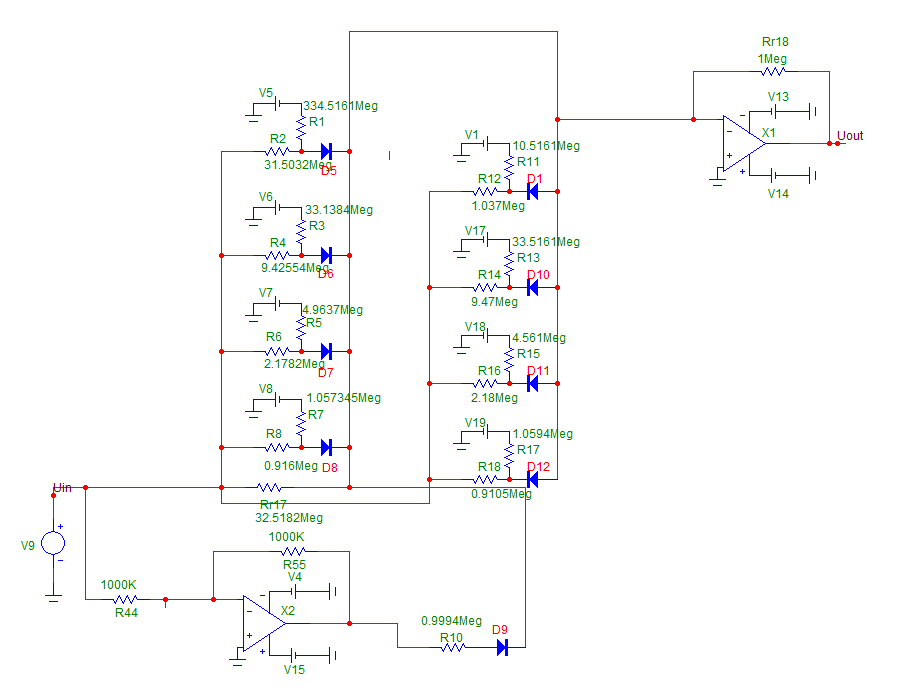 Rr18
1Meg
V13
X1
Uout
V14
V5
334.5161Meg
R1
R2
31.5032Meg
D5
V1
10.5161Meg
R11
R12
D1
1.037Meg
V6
33.1384Meg
R3
R4
9.42554Meg
D6
V17
33.5161Meg
R13
R14
D10
9.47Meg
V7
4.9637Meg
R5
R6
2.1782Meg
D7
V18
4.561Meg
R15
R16
D11
2.18Meg
V8
1.057345Meg
R7
R8
0.916Meg
D8
V19
1.0594Meg
R17
R18
D12
0.9105Meg
Uin
Rr17
32.5182Meg
V9
1000K
R55
V4
1000K
R44
X2
V15
0.9994Meg
R10
D9